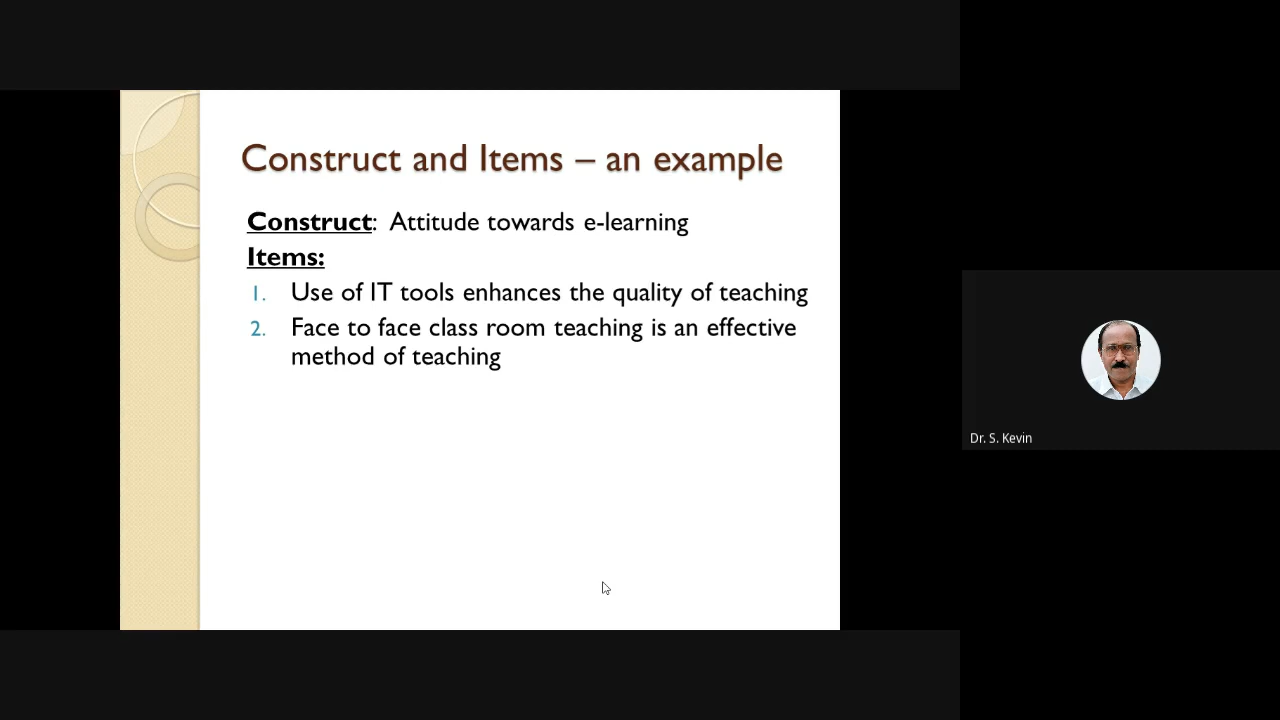 Construct and Items – an example
Construct: Attitude towards e-learning
Items:
1. Use of IT tools enhances the quality of teaching
2. Face to face class room teaching is an effective
method of teaching
Dr. S. Kevin